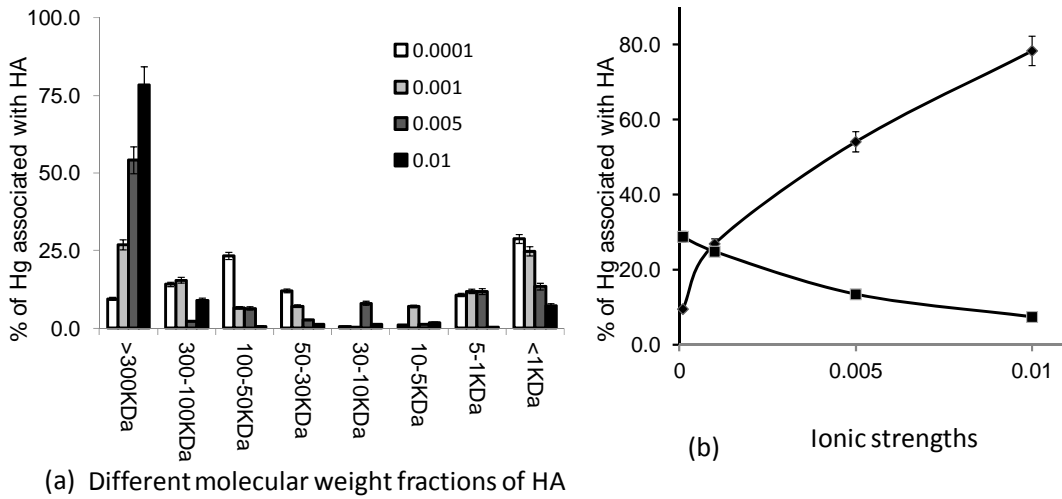 % of Hg associated with HA
100.0
75.0
50.0
25.0
0.0
0.0001
0.001
0.005
0.01
>300KDa
300-100KDa
100-50KDa
50-30KDa
30-10KDa
10-5KDa
5-1KDa
<1KDa
(a) Different molecular weight fractions of HA
% of Hg associated with HA
80.0
60.0
40.0
20.0
0.0
0
0.005
0.01
(b)
Ionic strengths